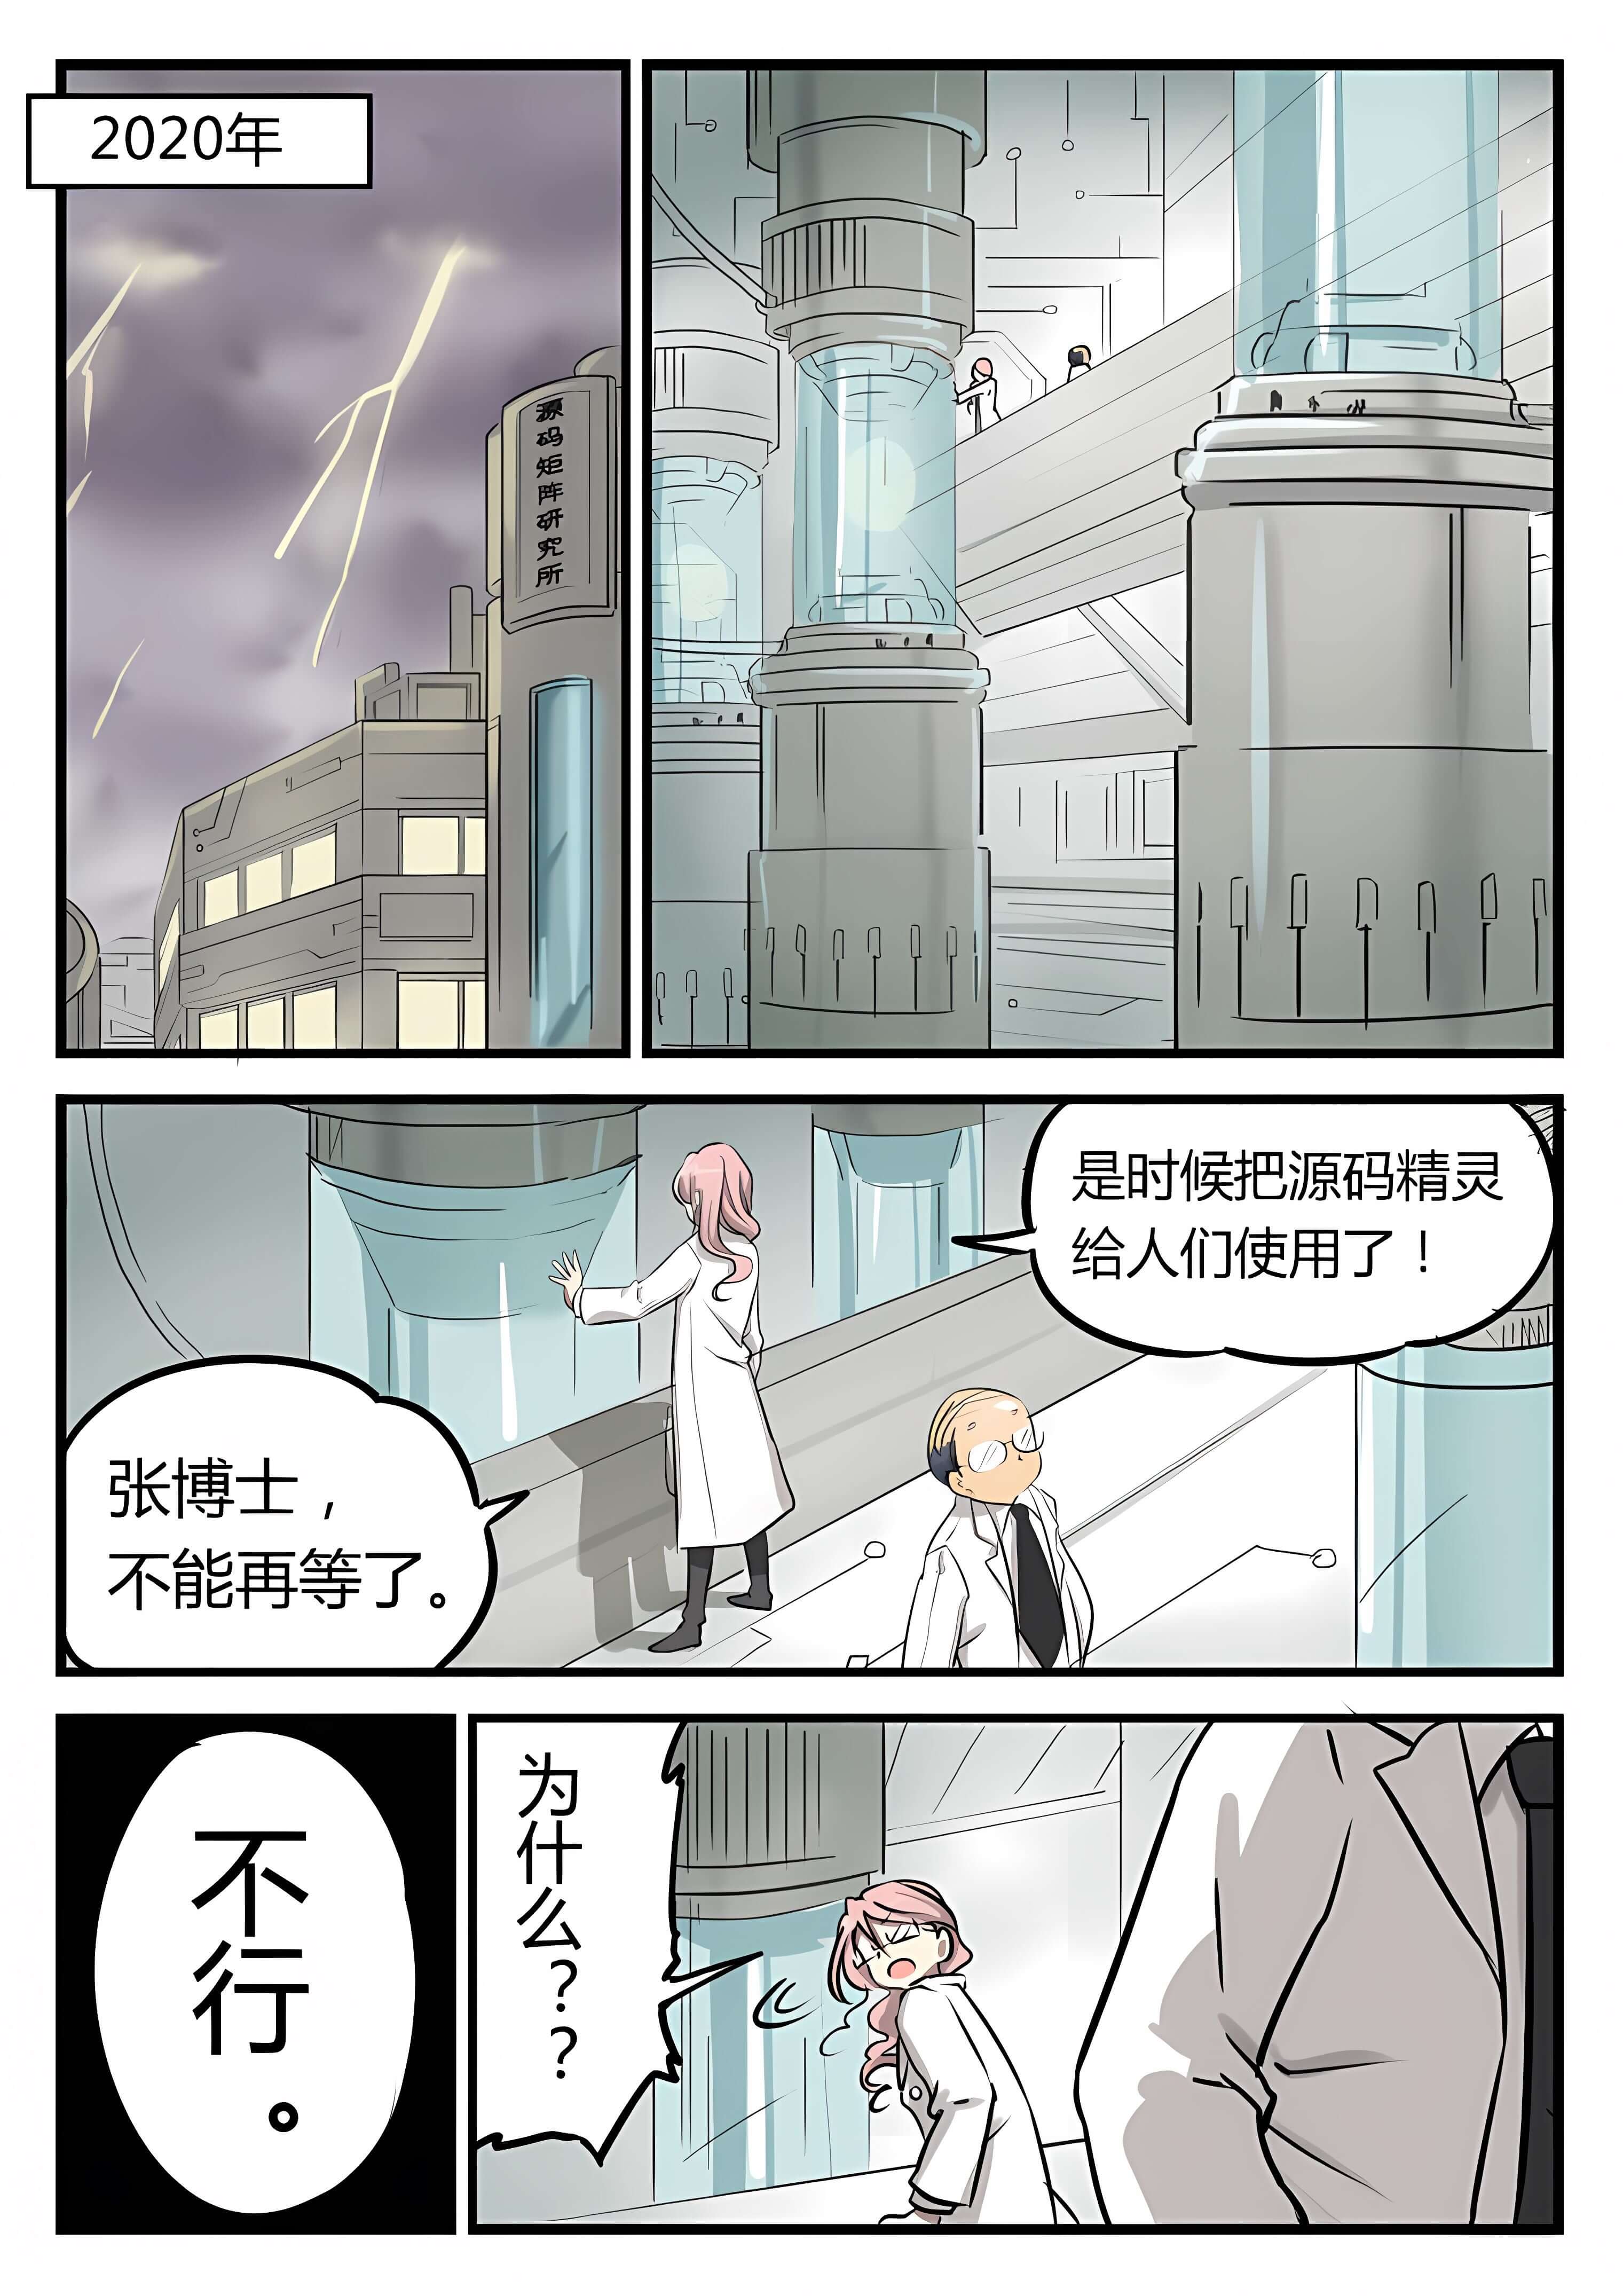 2020年
源码矩阵研究所
张博士，
不能再等了。
是时候把源码精灵
给人们使用了！
不行。
为什么？？